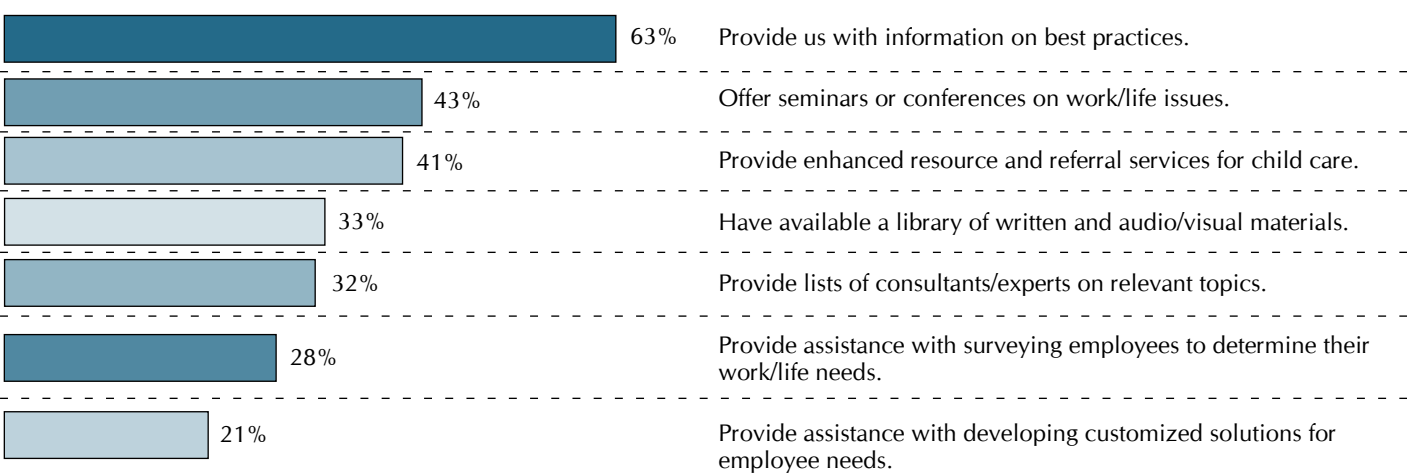 63% Provide us with information on best practices.
43% Offer seminars or conferences on work/life issues.
41% Provide enhanced resource and referral services for child care.
33% Have available a library of written and audio/visual materials.
32% Provide lists of consultants/experts on relevant topics.
28% Provide assistance with surveying employees to determine their
work/life needs.
21% Provide assistance with developing customized solutions for
employee needs.